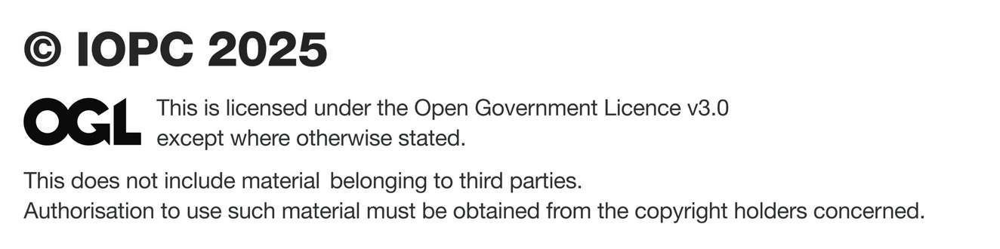 © IOPC 2025
OGL
This is licensed under the Open Government Licence v3.0
except where otherwise stated.
This does not include material belonging to third parties.
Authorisation to use such material must be obtained from the copyright holders concerned.